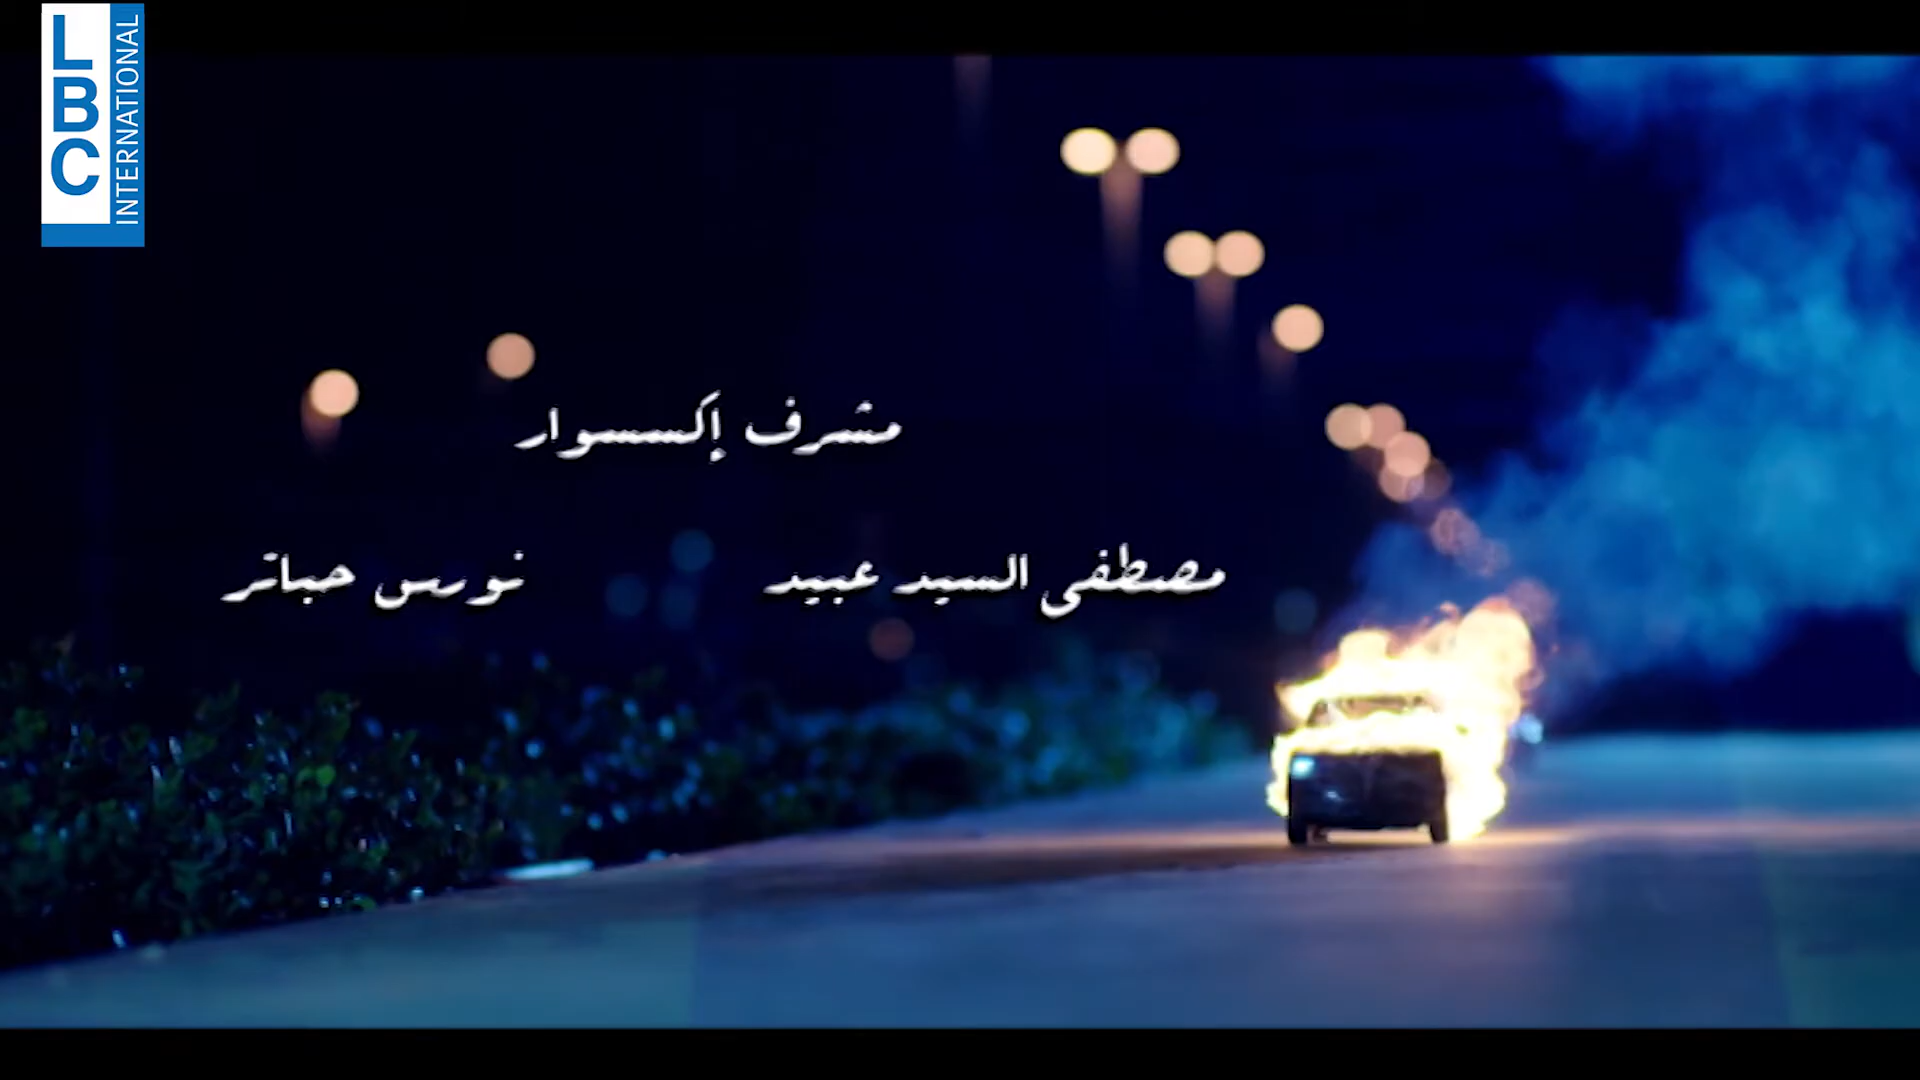 LBC
INTERNATIONAL
مشرف إكسسوار
مصطفى السيد عبيد نورس حباتر